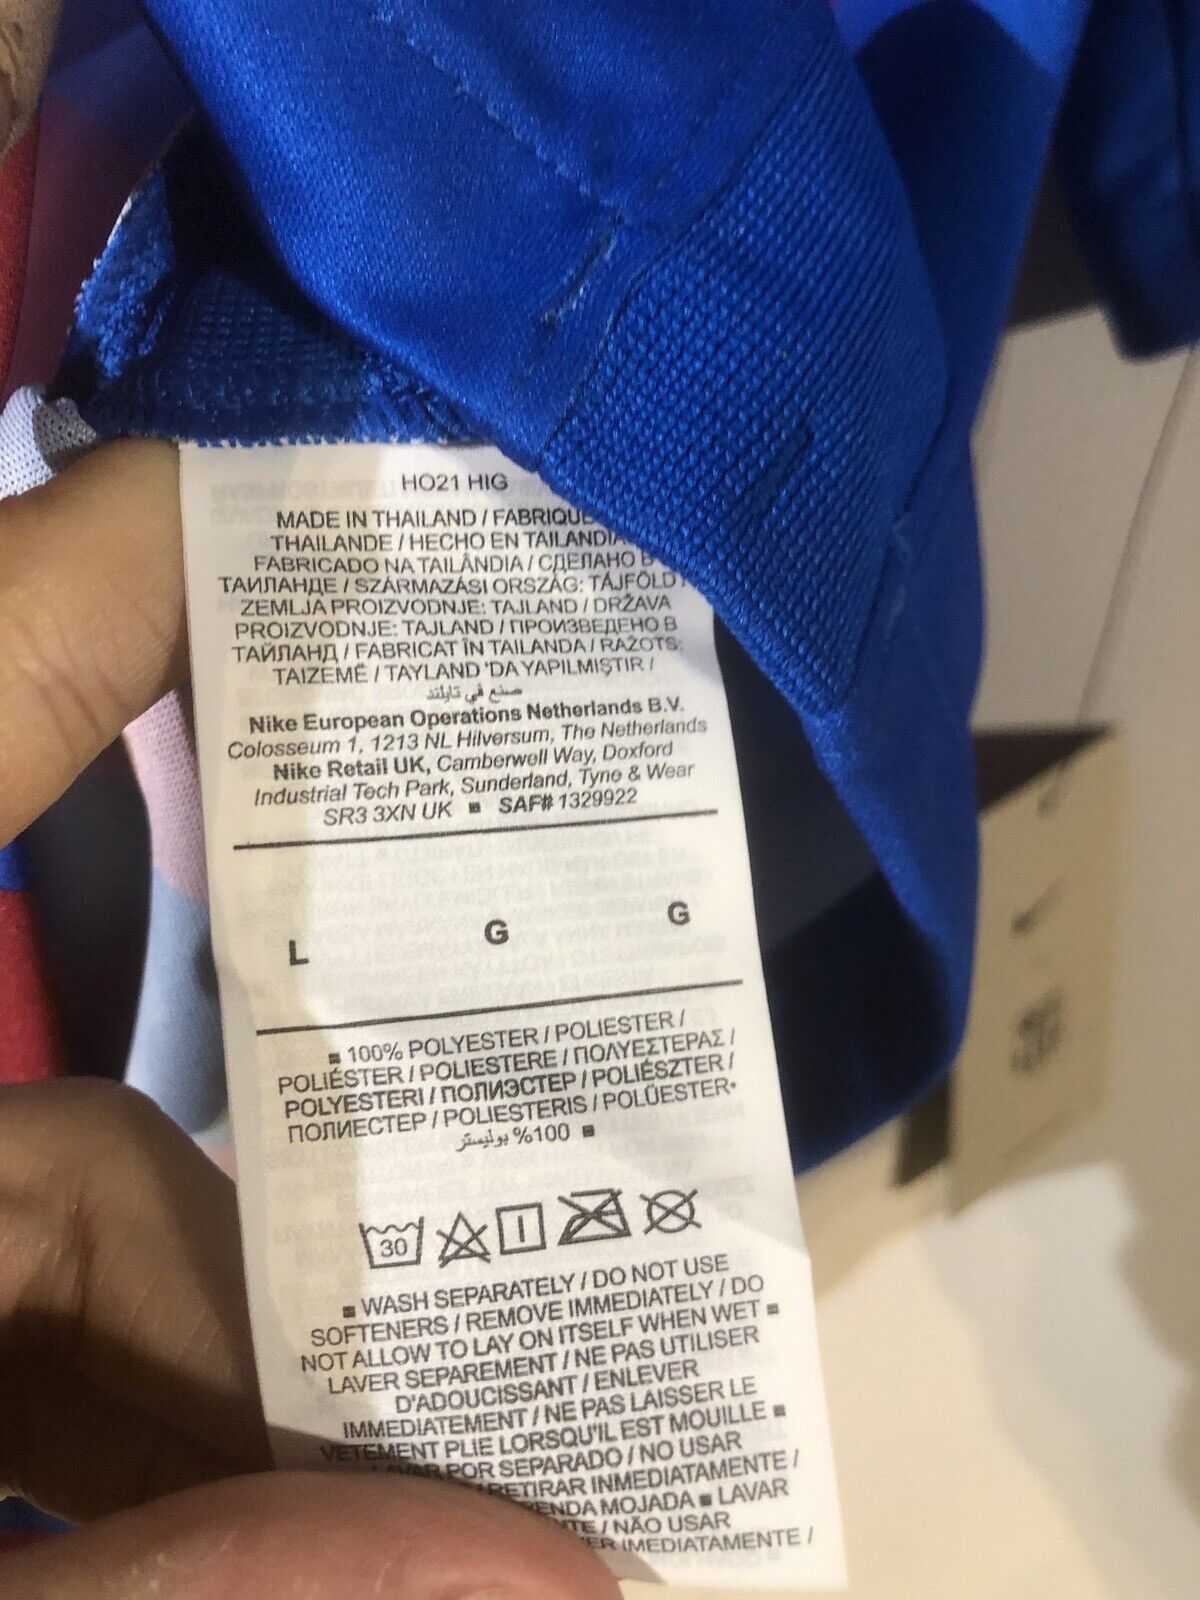 HO21 HIG
MADE IN THAILAND / FABRIQUE
THAILANDE / HECHO EN TAILANDIA
FABRICADO NA TAILÂNDIA / СДЕЛАНО В
ТАИЛАНДЕ / SZÁRMAZÁSI ORSZÁG: TÁJFÖLD /
ZEMLJA PROIZVODNJE: TAJLAND / DRŽAVA
PROIZVODNJE: TAJLAND / ПРОИЗВЕДЕНО В
ТАЙЛАНД / FABRICAT ÎN TAILANDA / RAŽOTS:
TAIZEMĒ / TAYLAND 'DA YAPILMIŞTIR /
صنع في تايلند
Nike European Operations Netherlands B.V.
Colosseum 1, 1213 NL Hilversum, The Netherlands
Nike Retail UK, Camberwell Way, Doxford
Industrial Tech Park, Sunderland, Tyne & Wear
SR3 3XN UK ■ SAF# 1329922
L G G
■ 100% POLYESTER / POLIESTER /
POLIÉSTER / POLIESTERE / ΠΟΛΥΕΣΤΕΡΑΣ /
POLYESTERI / ПОЛИЭСТЕР / POLIÉSZTER /
ПОЛИЕСТЕР / POLIESTERIS / POLÜESTER•
100% بوليستر ■
30
■ WASH SEPARATELY / DO NOT USE
SOFTENERS / REMOVE IMMEDIATELY / DO
NOT ALLOW TO LAY ON ITSELF WHEN WET ■
LAVER SEPAREMENT / NE PAS UTILISER
D'ADOUCISSANT / ENLEVER
IMMEDIATEMENT / NE PAS LAISSER LE
VETEMENT PLIE LORSQU'IL EST MOUILLE ■
LAVAR POR SEPARADO / NO USAR
/ RETIRAR INMEDIATAMENTE /
MOJADA ■ LAVAR
/ NÃO USAR
IMEDIATAMENTE /